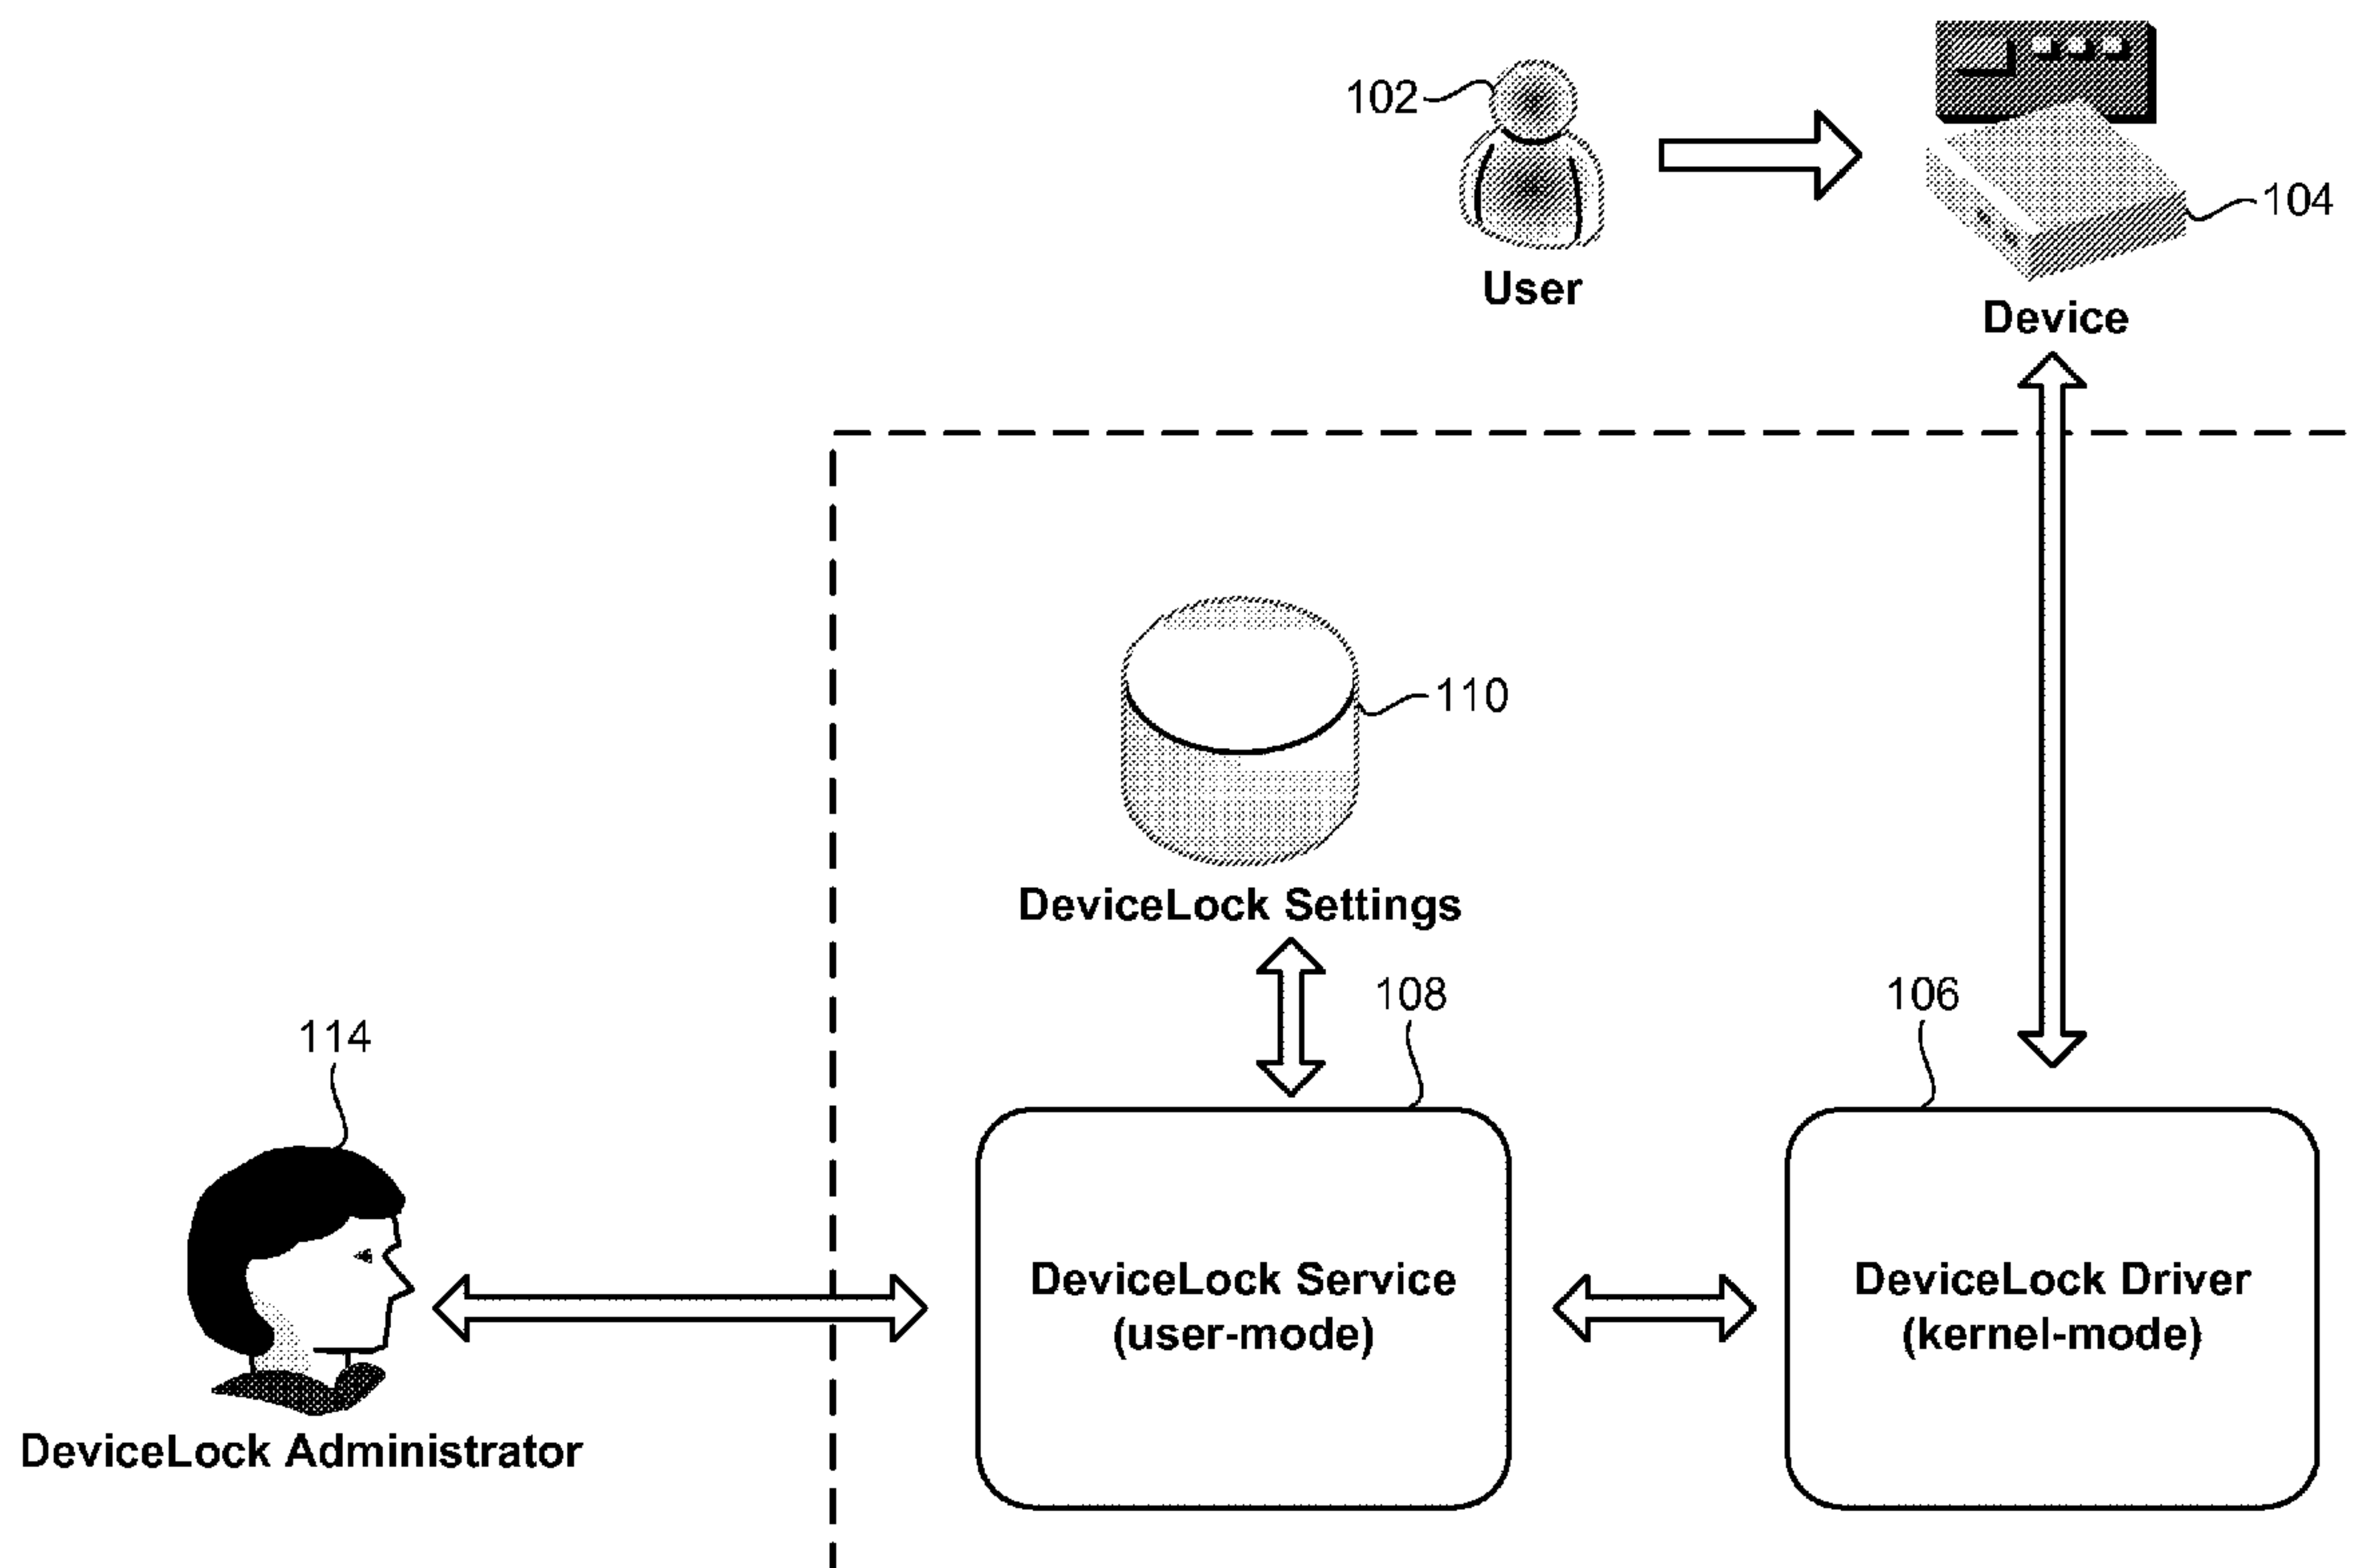 102
104
User
Device
110
DeviceLock Settings
108
106
114
DeviceLock Service
(user-mode)
DeviceLock Driver
(kernel-mode)
DeviceLock Administrator